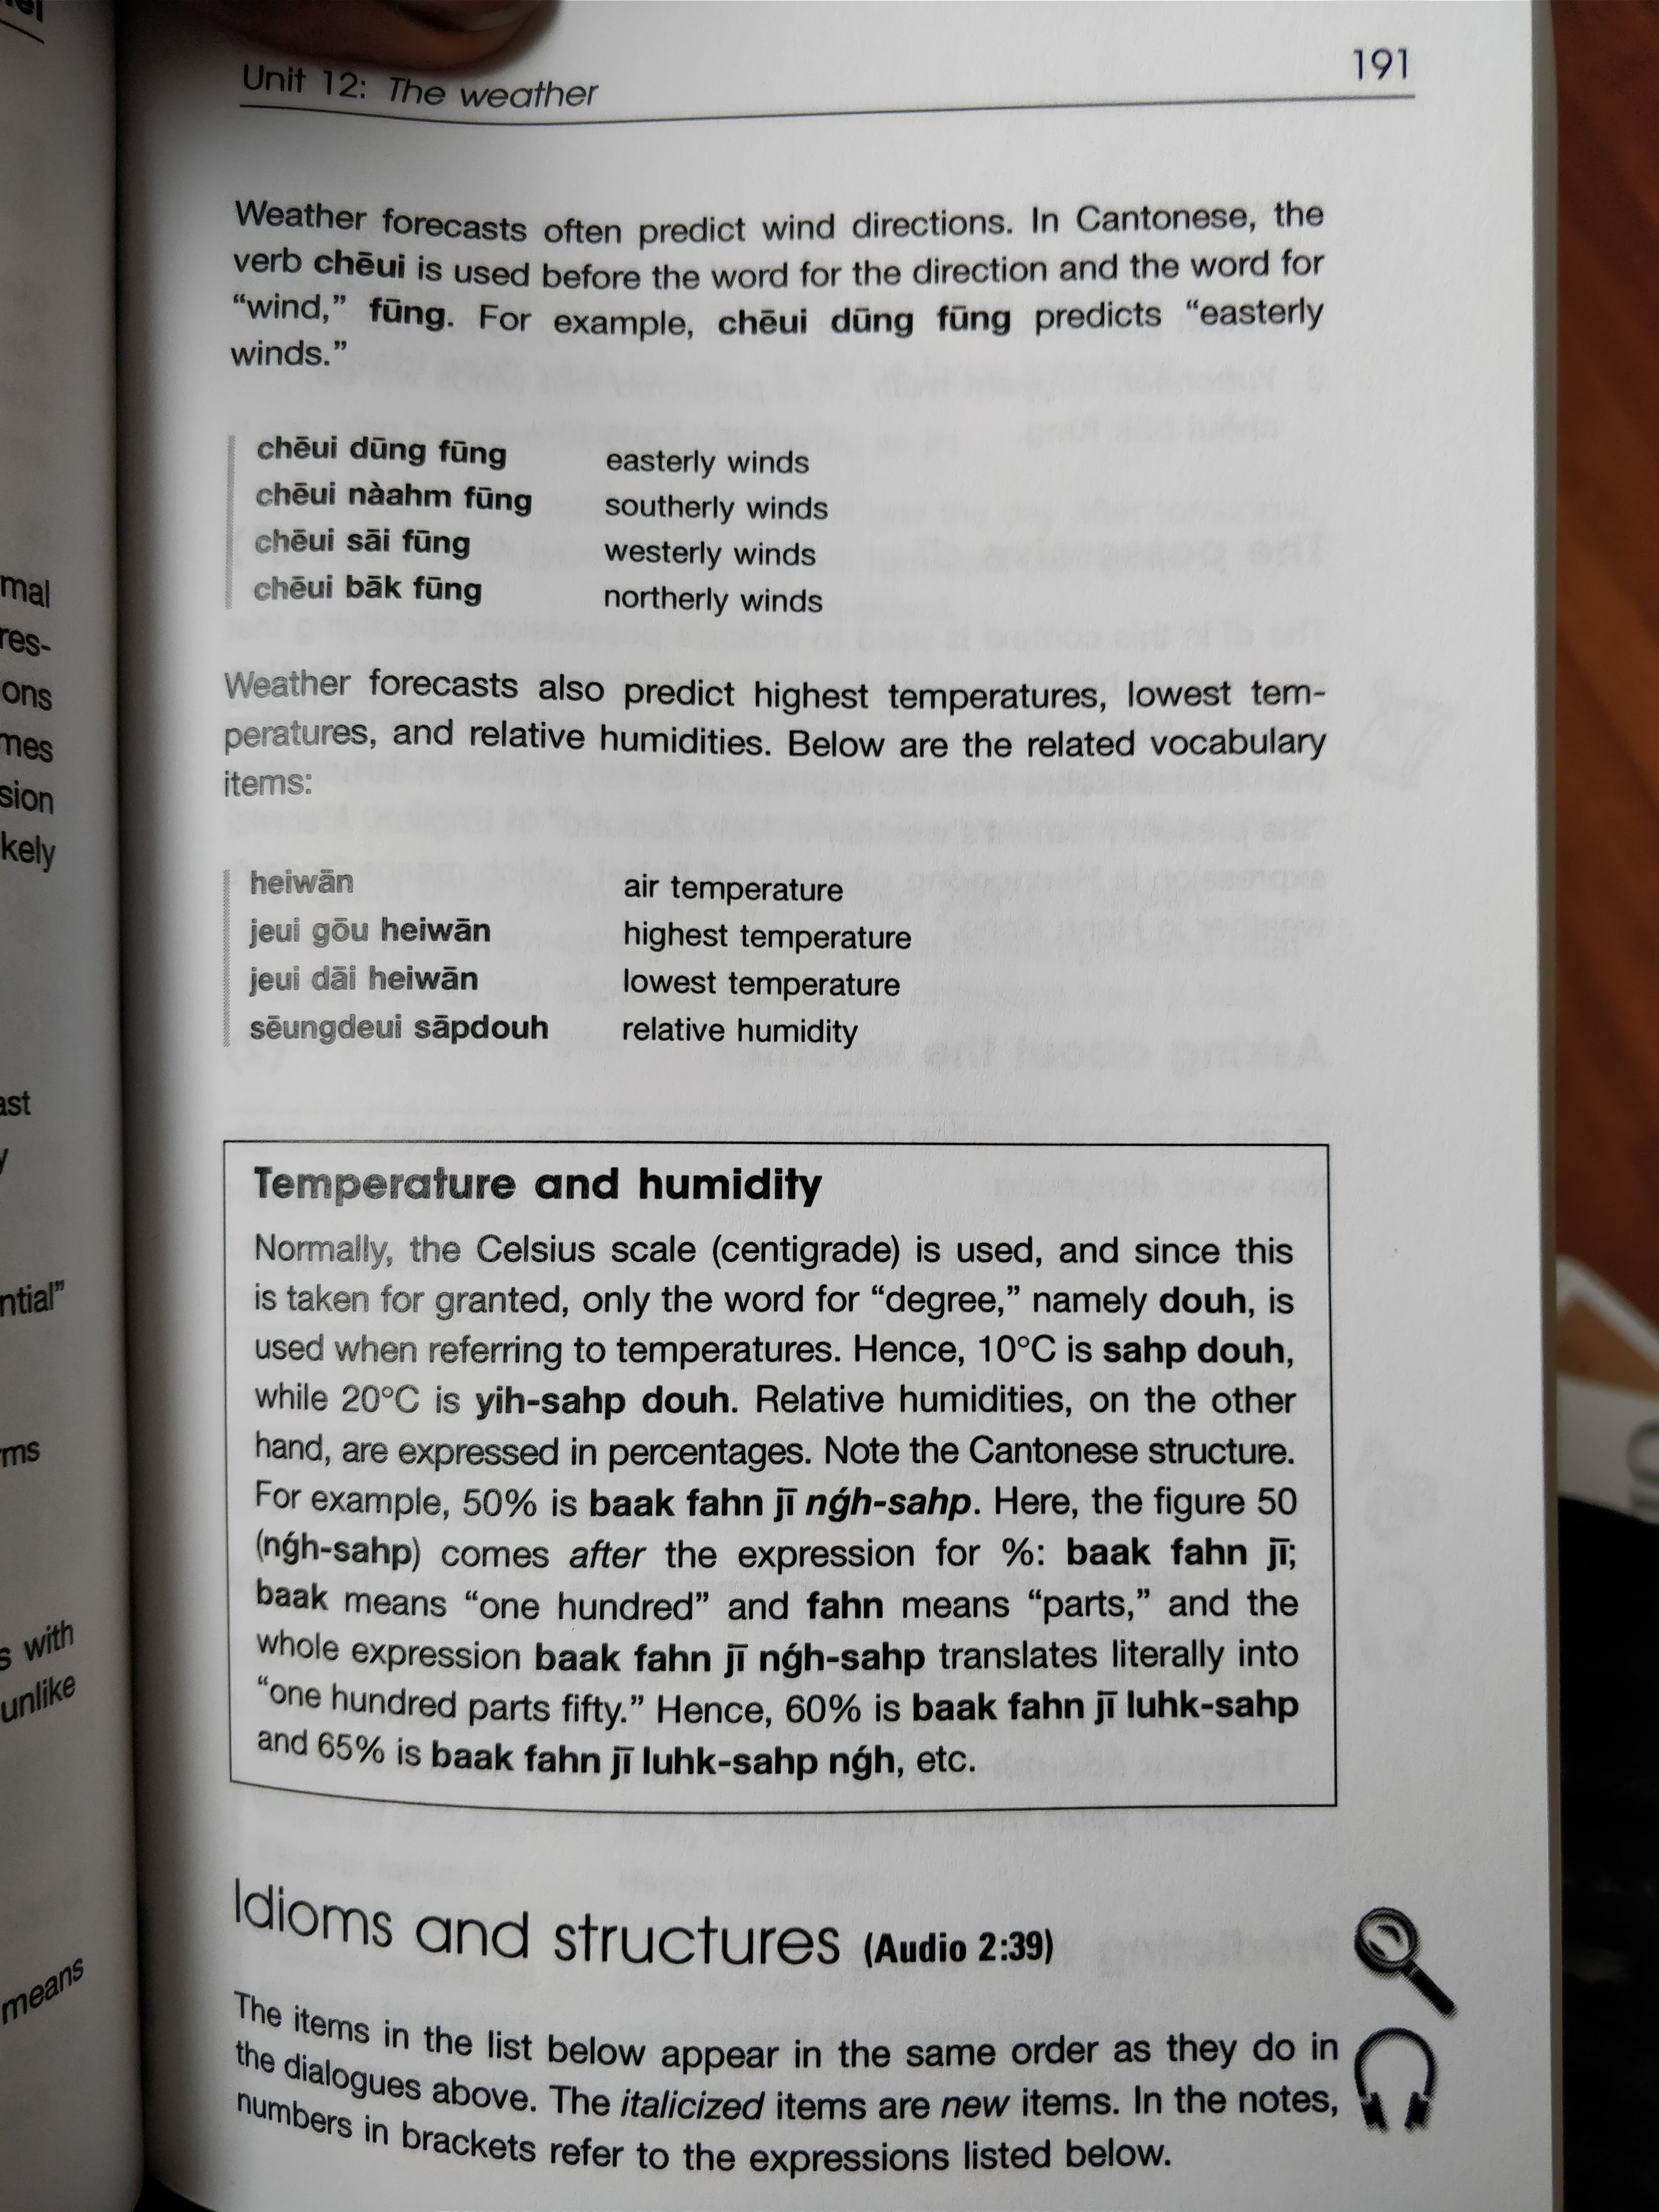 Unit 12: The weather
191
Weather forecasts often predict wind directions. In Cantonese, the
verb chēui is used before the word for the direction and the word for
“wind,” fūng. For example, chēui dūng fūng predicts “easterly
winds.”
chēui dūng fūng easterly winds
chēui nàahm fūng southerly winds
chēui sāi fūng westerly winds
chēui bāk fūng northerly winds
Weather forecasts also predict highest temperatures, lowest tem-
peratures, and relative humidities. Below are the related vocabulary
items:
heiwān air temperature
jeui gōu heiwān highest temperature
jeui dāi heiwān lowest temperature
sēungdeui sāpdouh relative humidity
Temperature and humidity
Normally, the Celsius scale (centigrade) is used, and since this
is taken for granted, only the word for “degree,” namely douh, is
used when referring to temperatures. Hence, 10°C is sahp douh,
while 20°C is yih-sahp douh. Relative humidities, on the other
hand, are expressed in percentages. Note the Cantonese structure.
For example, 50% is baak fahn jī nǵh-sahp. Here, the figure 50
(nǵh-sahp) comes after the expression for %: baak fahn jī;
baak means “one hundred” and fahn means “parts,” and the
whole expression baak fahn jī nǵh-sahp translates literally into
“one hundred parts fifty.” Hence, 60% is baak fahn jī luhk-sahp
and 65% is baak fahn jī luhk-sahp nǵh, etc.
Idioms and structures (Audio 2:39)
The items in the list below appear in the same order as they do in
the dialogues above. The italicized items are new items. In the notes,
numbers in brackets refer to the expressions listed below.
mal
res-
ons
mes
sion
kely
ast
y
ntial”
rms
s with
unlike
means